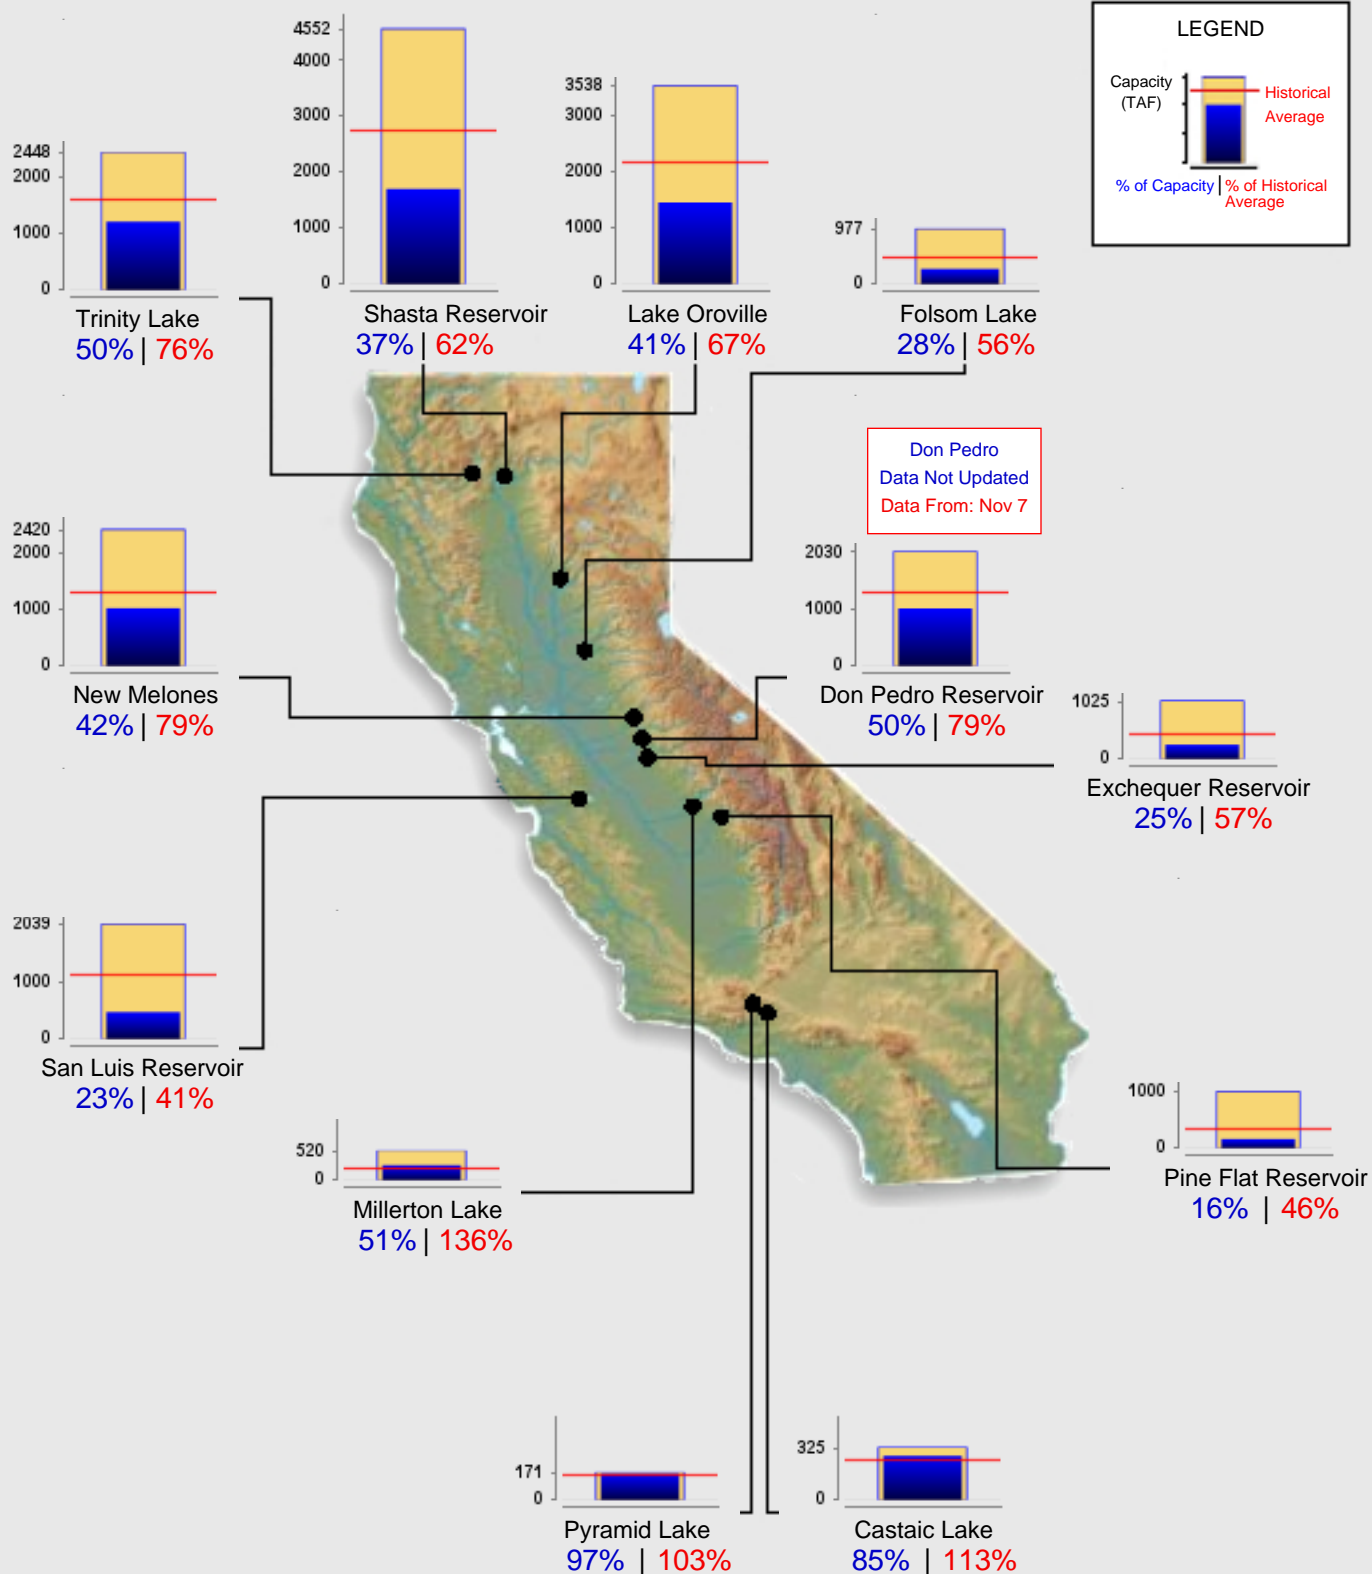 LEGEND
Capacity
(TAF)
Historical
Average
% of Capacity | % of Historical
Average
4552
4000
3000
2000
1000
0
Shasta Reservoir
37% | 62%
3538
3000
2000
1000
0
Lake Oroville
41% | 67%
2448
2000
1000
0
Trinity Lake
50% | 76%
977
0
Folsom Lake
28% | 56%
Don Pedro
Data Not Updated
Data From: Nov 7
2420
2000
1000
0
New Melones
42% | 79%
2030
1000
0
Don Pedro Reservoir
50% | 79%
1025
0
Exchequer Reservoir
25% | 57%
2039
1000
0
San Luis Reservoir
23% | 41%
520
0
Millerton Lake
51% | 136%
1000
0
Pine Flat Reservoir
16% | 46%
171
0
Pyramid Lake
97% | 103%
325
0
Castaic Lake
85% | 113%